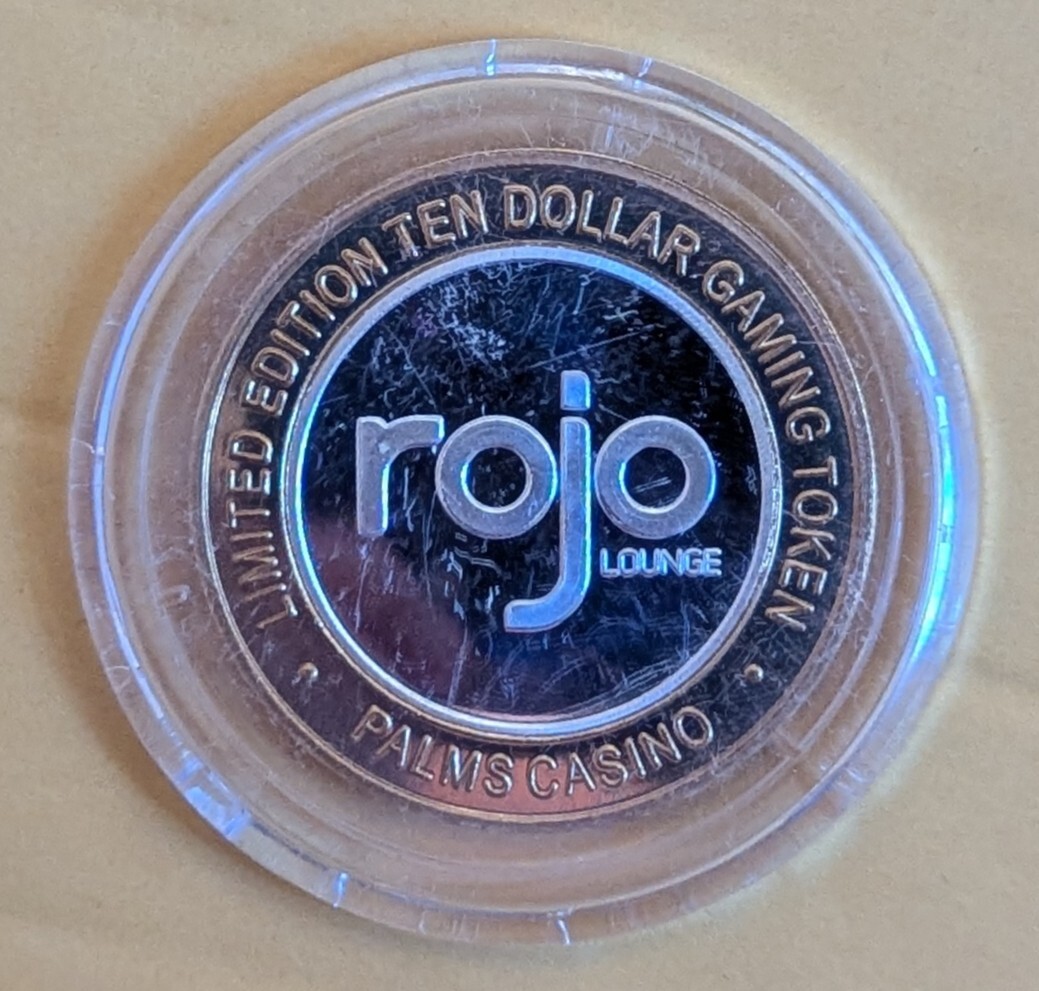 LIMITED EDITION TEN DOLLAR GAMING TOKEN
rojo
LOUNGE
• PALMS CASINO •